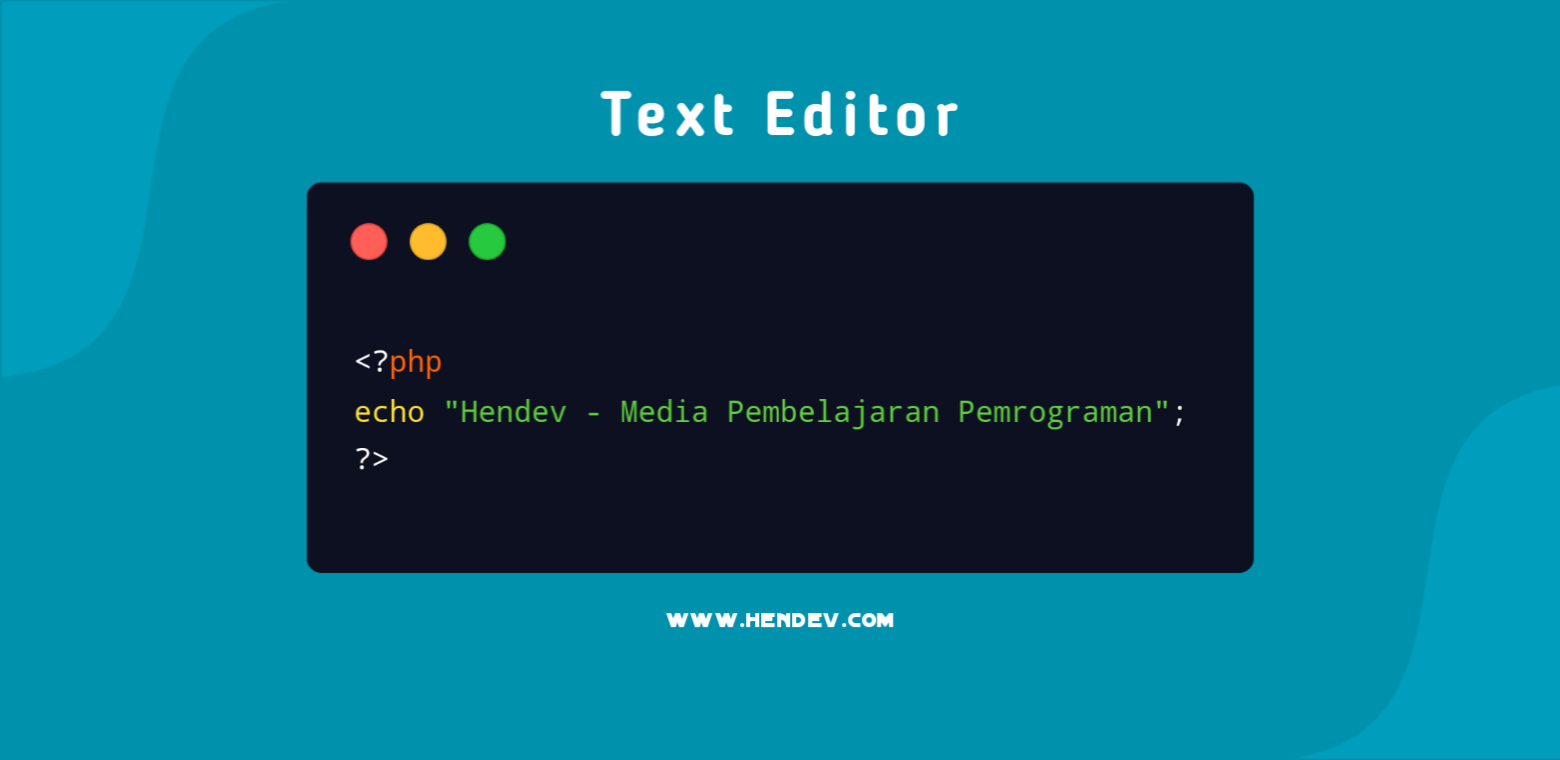 Text Editor
<?php
echo "Hendev - Media Pembelajaran Pemrograman";
?>
WWW.HENDEV.COM